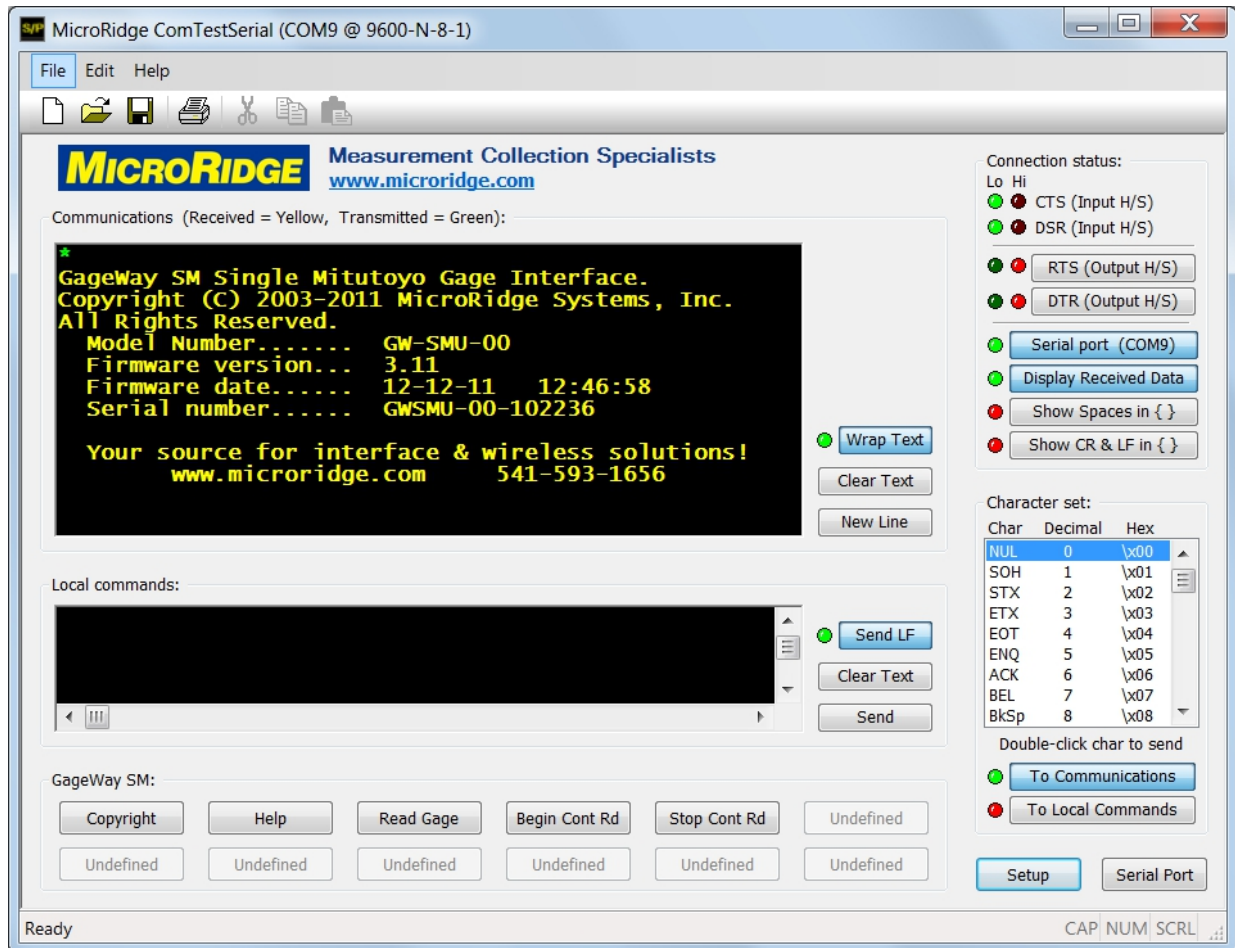 S/P MicroRidge ComTestSerial (COM9 @ 9600-N-8-1)
File Edit Help
MICRORIDGE Measurement Collection Specialists
www.microridge.com
Communications (Received = Yellow, Transmitted = Green):
*
GageWay SM Single Mitutoyo Gage Interface.
Copyright (C) 2003-2011 MicroRidge Systems, Inc.
All Rights Reserved.
Model Number....... GW-SMU-00
Firmware version... 3.11
Firmware date...... 12-12-11 12:46:58
Serial number...... GWSMU-00-102236
Your source for interface & wireless solutions!
www.microridge.com 541-593-1656
Wrap Text
Clear Text
New Line
Local commands:
Send LF
Clear Text
Send
GageWay SM:
Copyright Help Read Gage Begin Cont Rd Stop Cont Rd Undefined
Undefined Undefined Undefined Undefined Undefined Undefined
Connection status:
Lo Hi
CTS (Input H/S)
DSR (Input H/S)
RTS (Output H/S)
DTR (Output H/S)
Serial port (COM9)
Display Received Data
Show Spaces in { }
Show CR & LF in { }
Character set:
Char Decimal Hex
NUL 0 \x00
SOH 1 \x01
STX 2 \x02
ETX 3 \x03
EOT 4 \x04
ENQ 5 \x05
ACK 6 \x06
BEL 7 \x07
BkSp 8 \x08
Double-click char to send
To Communications
To Local Commands
Setup Serial Port
Ready CAP NUM SCRL